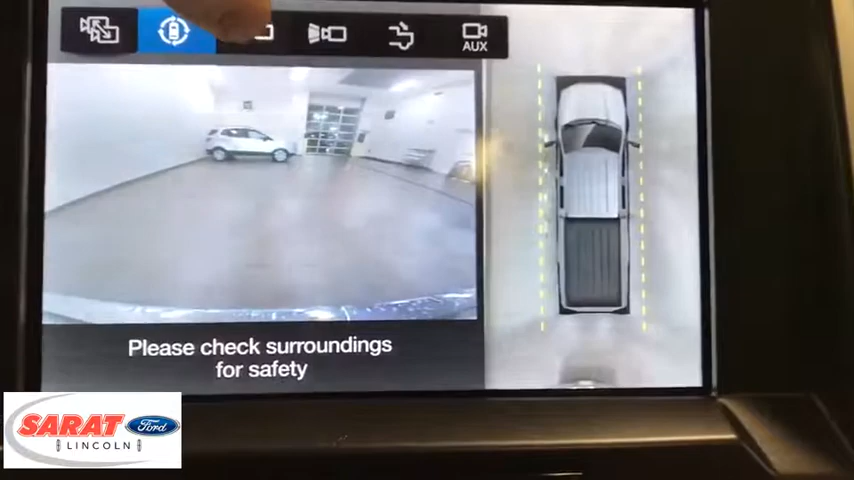 AUX
Please check surroundings
for safety
SARAT
Ford
LINCOLN